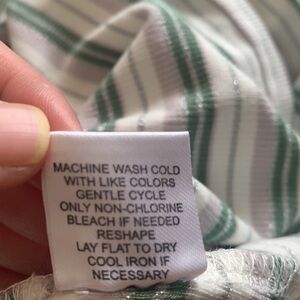 MACHINE WASH COLD
WITH LIKE COLORS
GENTLE CYCLE
ONLY NON-CHLORINE
BLEACH IF NEEDED
RESHAPE
LAY FLAT TO DRY
COOL IRON IF
NECESSARY